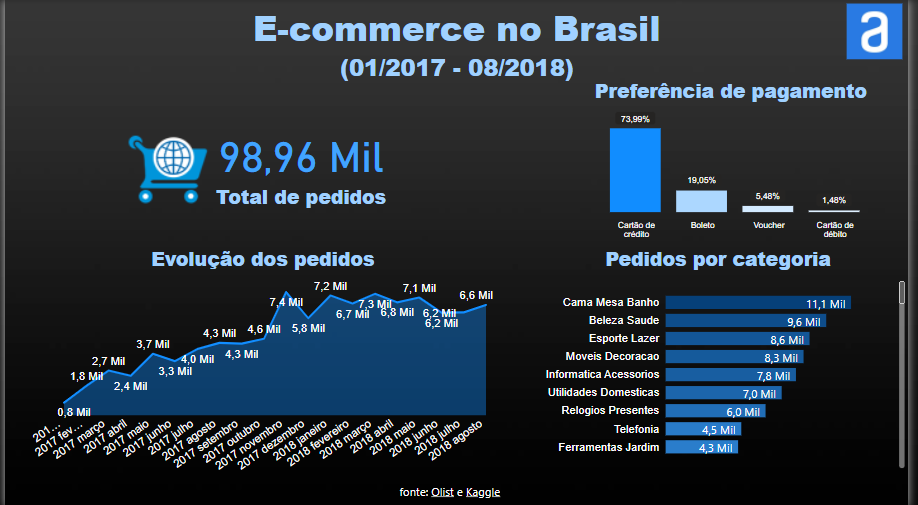 E-commerce no Brasil
(01/2017 - 08/2018)
a
Preferência de pagamento
73,99%
19,05%
5,48%
1,48%
Cartão de
crédito
Boleto
Voucher
Cartão de
débito
98,96 Mil
Total de pedidos
Evolução dos pedidos
0,8 Mil
1,8 Mil
2,7 Mil
2,4 Mil
3,7 Mil
3,3 Mil
4,0 Mil
4,3 Mil
4,3 Mil
4,6 Mil
7,4 Mil
5,8 Mil
7,2 Mil
6,7 Mil
7,3 Mil
6,8 Mil
7,1 Mil
6,2 Mil
6,2 Mil
6,6 Mil
201…
2017 fev…
2017 março
2017 abril
2017 maio
2017 junho
2017 julho
2017 agosto
2017 setembro
2017 outubro
2017 novembro
2017 dezembro
2018 janeiro
2018 fevereiro
2018 março
2018 abril
2018 maio
2018 junho
2018 julho
2018 agosto
Pedidos por categoria
Cama Mesa Banho 11,1 Mil
Beleza Saude 9,6 Mil
Esporte Lazer 8,6 Mil
Moveis Decoracao 8,3 Mil
Informatica Acessorios 7,8 Mil
Utilidades Domesticas 7,0 Mil
Relogios Presentes 6,0 Mil
Telefonia 4,5 Mil
Ferramentas Jardim 4,3 Mil
fonte: Olist e Kaggle